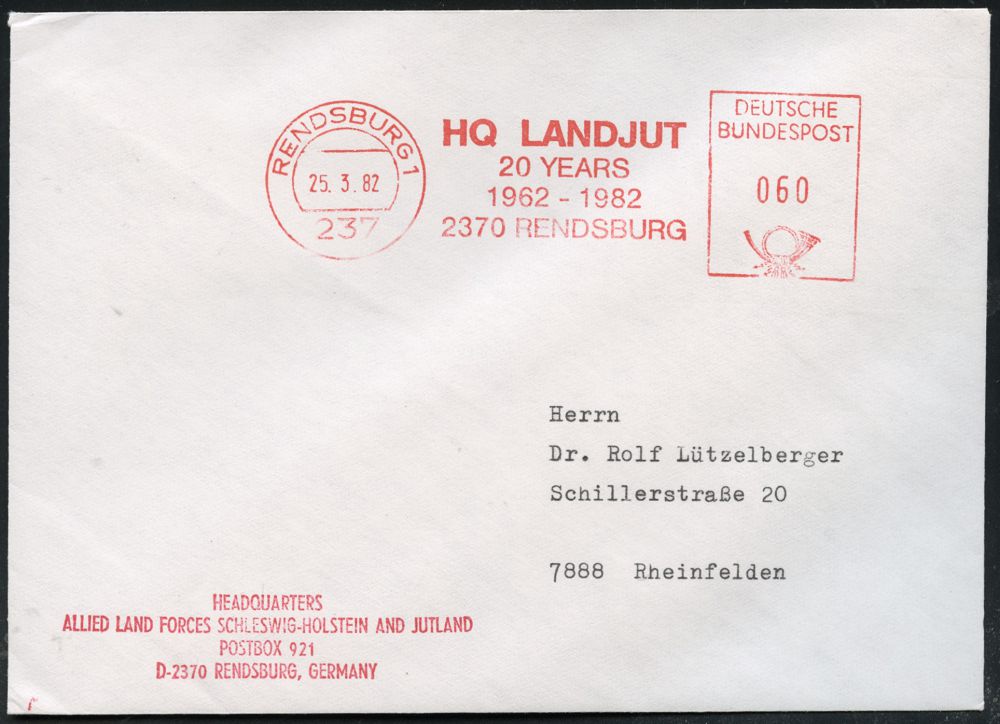 RENDSBURG 1
25. 3. 82
237
HQ LANDJUT
20 YEARS
1962 - 1982
2370 RENDSBURG
DEUTSCHE
BUNDESPOST
060
Herrn
Dr. Rolf Lützelberger
Schillerstraße 20
7888 Rheinfelden
HEADQUARTERS
ALLIED LAND FORCES SCHLESWIG-HOLSTEIN AND JUTLAND
POSTBOX 921
D-2370 RENDSBURG, GERMANY